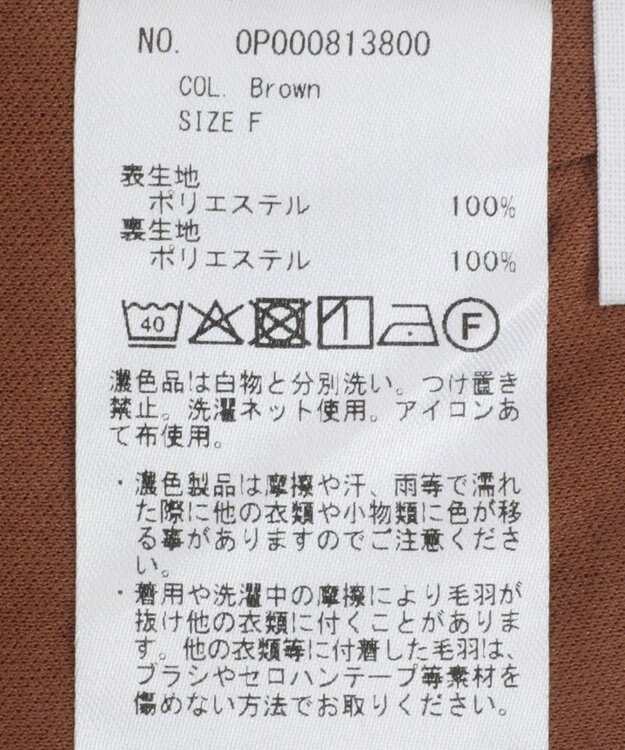 NO. 0P000813800
COL. Brown
SIZE F
表生地
ポリエステル 100%
裏生地
ポリエステル 100%
40 F
濃色品は白物と分別洗い。つけ置き
禁止。洗濯ネット使用。アイロンあ
て布使用。
・濃色製品は摩擦や汗、雨等で濡れ
た際に他の衣類や小物類に色が移
る事がありますのでご注意くださ
い。
・着用や洗濯中の摩擦により毛羽が
抜け他の衣類に付くことがありま
す。他の衣類等に付着した毛羽は、
ブラシやセロハンテープ等素材を
傷めない方法でお取りください。